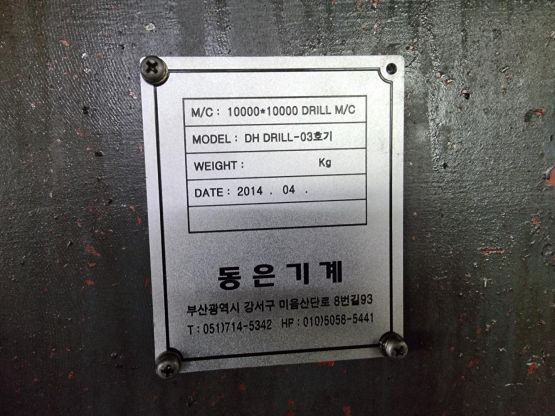 M/C : 10000*10000 DRILL M/C
MODEL : DH DRILL-03호기
WEIGHT : Kg
DATE : 2014 . 04 .
동은기계
부산광역시 강서구 미음산단로 8번길93
T : 051)714-5342 HP : 010)5058-5441